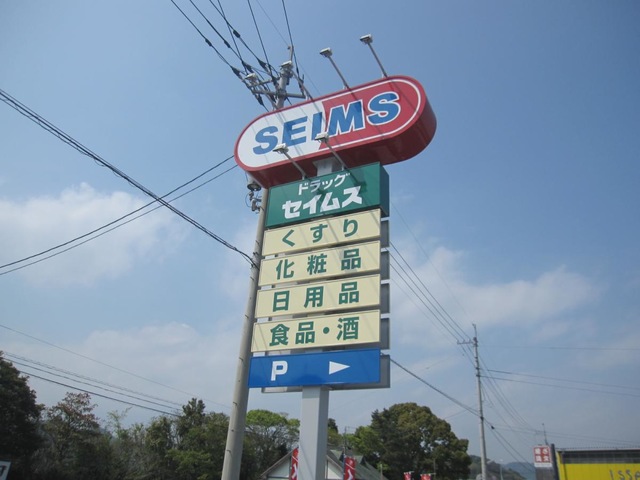 SEIMS
ドラッグ
セイムス
くすり
化粧品
日用品
食品・酒
P